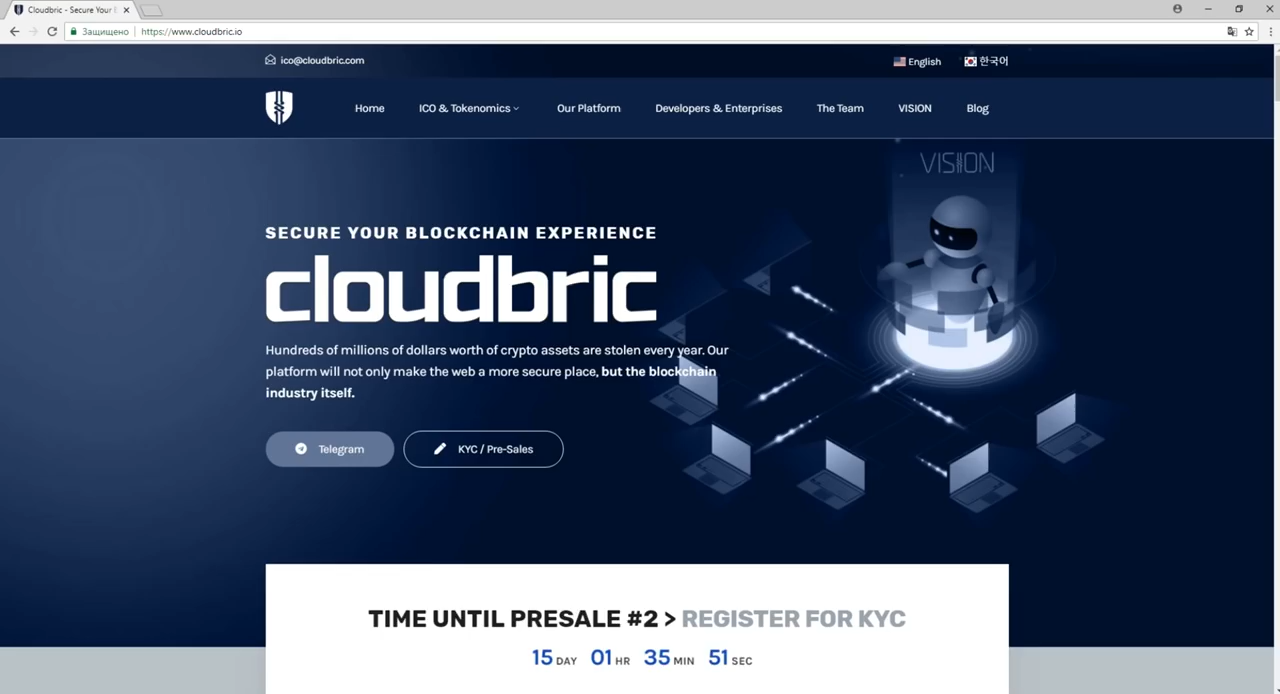 Cloudbric - Secure Your
Защищено
https://www.cloudbric.io
ico@cloudbric.com
English
한국어
Home
ICO & Tokenomics
Our Platform
Developers & Enterprises
The Team
VISION
Blog
VISION
SECURE YOUR BLOCKCHAIN EXPERIENCE
cloudbric
Hundreds of millions of dollars worth of crypto assets are stolen every year. Our
platform will not only make the web a more secure place, but the blockchain
industry itself.
Telegram
KYC / Pre-Sales
TIME UNTIL PRESALE #2 > REGISTER FOR KYC
15 DAY 01 HR 35 MIN 51 SEC